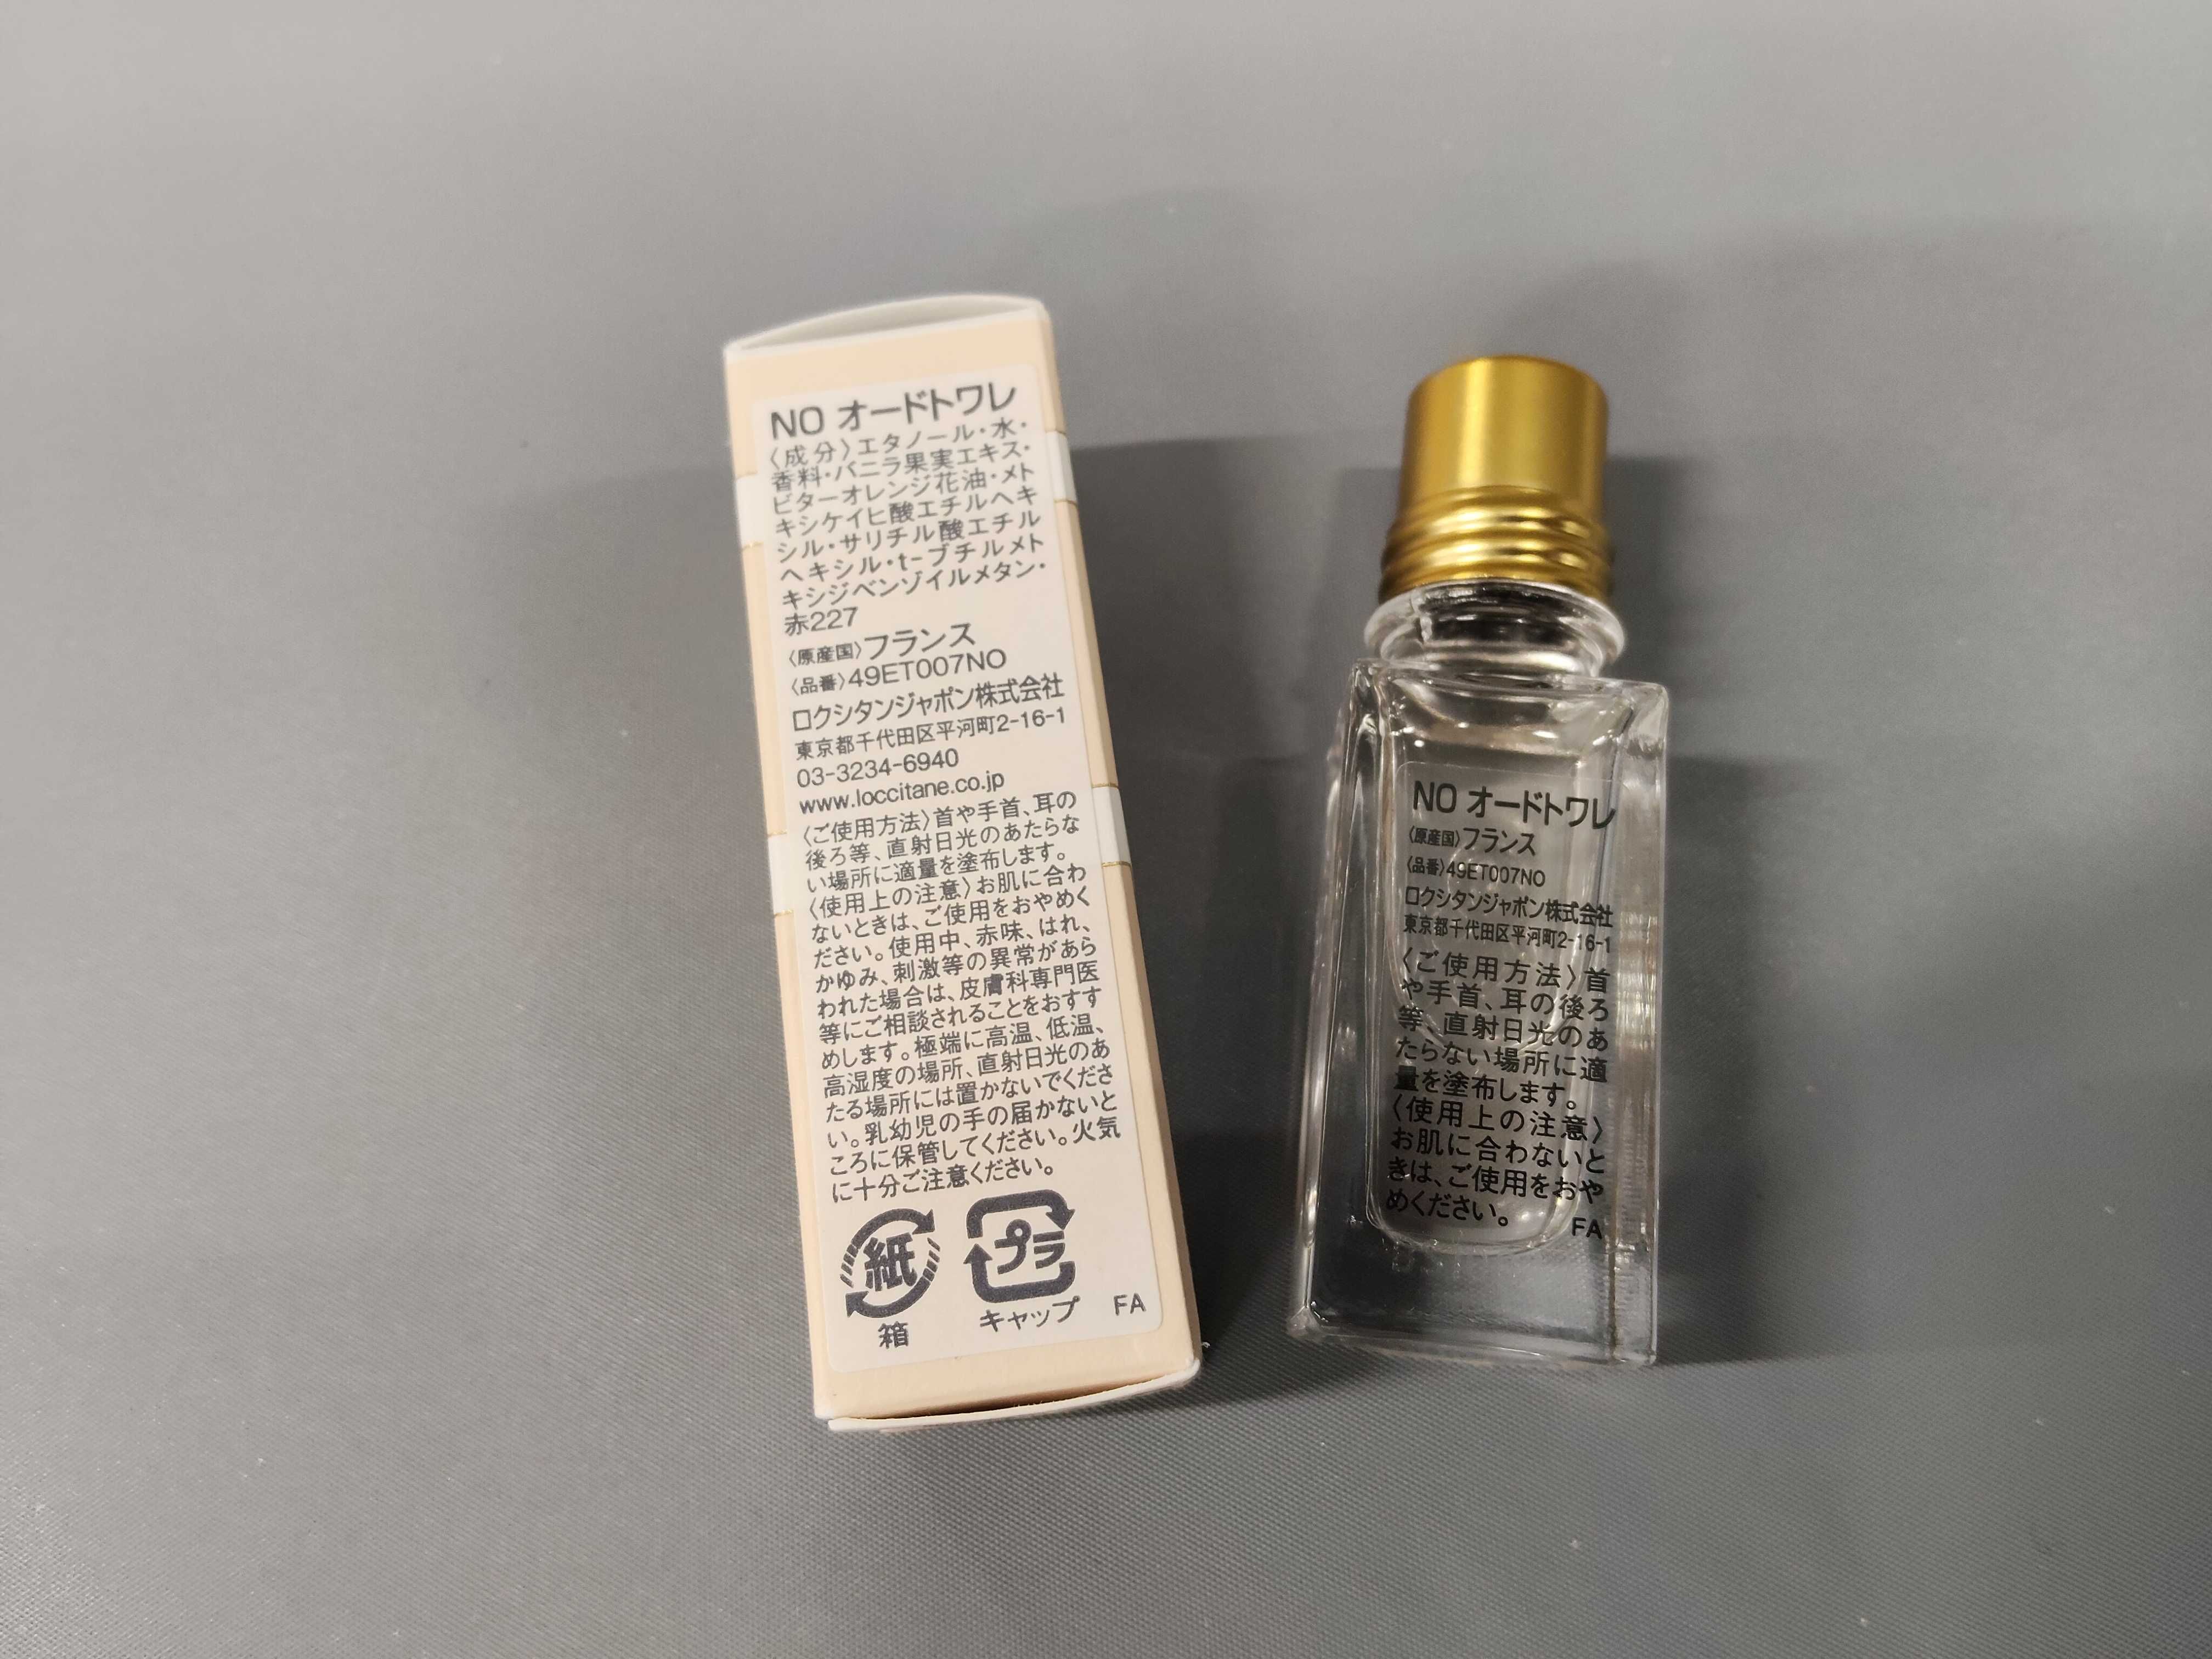 NO オードトワレ
〈成分〉エタノール・水・
香料・バニラ果実エキス・
ビターオレンジ花油・メト
キシケイヒ酸エチルヘキ
シル・サリチル酸エチル
ヘキシル・t-ブチルメト
キシジベンゾイルメタン・
赤227
〈原産国〉フランス
〈品番〉49ET007NO
ロクシタンジャポン株式会社
東京都千代田区平河町2-16-1
03-3234-6940
www.loccitane.co.jp
〈ご使用方法〉首や手首、耳の
後ろ等、直射日光のあたらな
い場所に適量を塗布します。
〈使用上の注意〉お肌に合わ
ないときは、ご使用をおやめく
ださい。使用中、赤味、はれ、
かゆみ、刺激等の異常があら
われた場合は、皮膚科専門医
等にご相談されることをおすす
めします。極端に高温、低温、
高湿度の場所、直射日光のあ
たる場所には置かないでくださ
い。乳幼児の手の届かないと
ころに保管してください。火気
に十分ご注意ください。
紙
箱
プラ
キャップ
FA
NO オードトワレ
〈原産国〉フランス
〈品番〉49ET007NO
ロクシタンジャポン株式会社
東京都千代田区平河町2-16-1
〈ご使用方法〉首
や手首、耳の後ろ
等、直射日光のあ
たらない場所に適
量を塗布します。
〈使用上の注意〉
お肌に合わないと
きは、ご使用をおや
めください。
FA